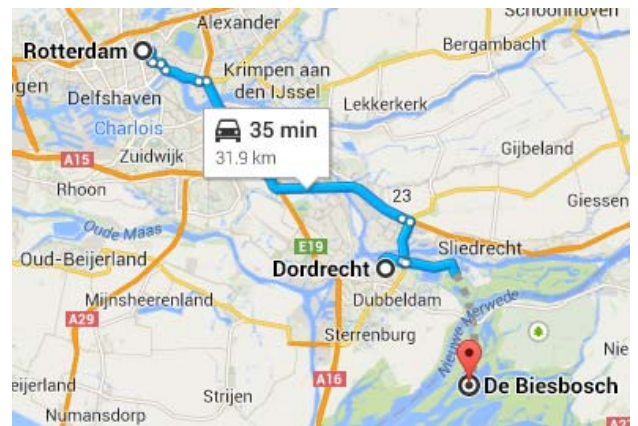 Schoonhoven
Alexander
Rotterdam
Bergambacht
Krimpen aan
den IJssel
gen
Delfshaven
Lekkerkerk
Charlois
35 min
31.9 km
A15
Zuidwijk
Gijbeland
Rhoon
23
Giessen
Oude Maas
E19
Sliedrecht
Oud-Beijerland
Dordrecht
Mijnsheerenland
Dubbeldam
Nieuwe Merwede
A29
Sterrenburg
Nie
A16
De Biesbosch
eijerland
Strijen
Numansdorp
A27